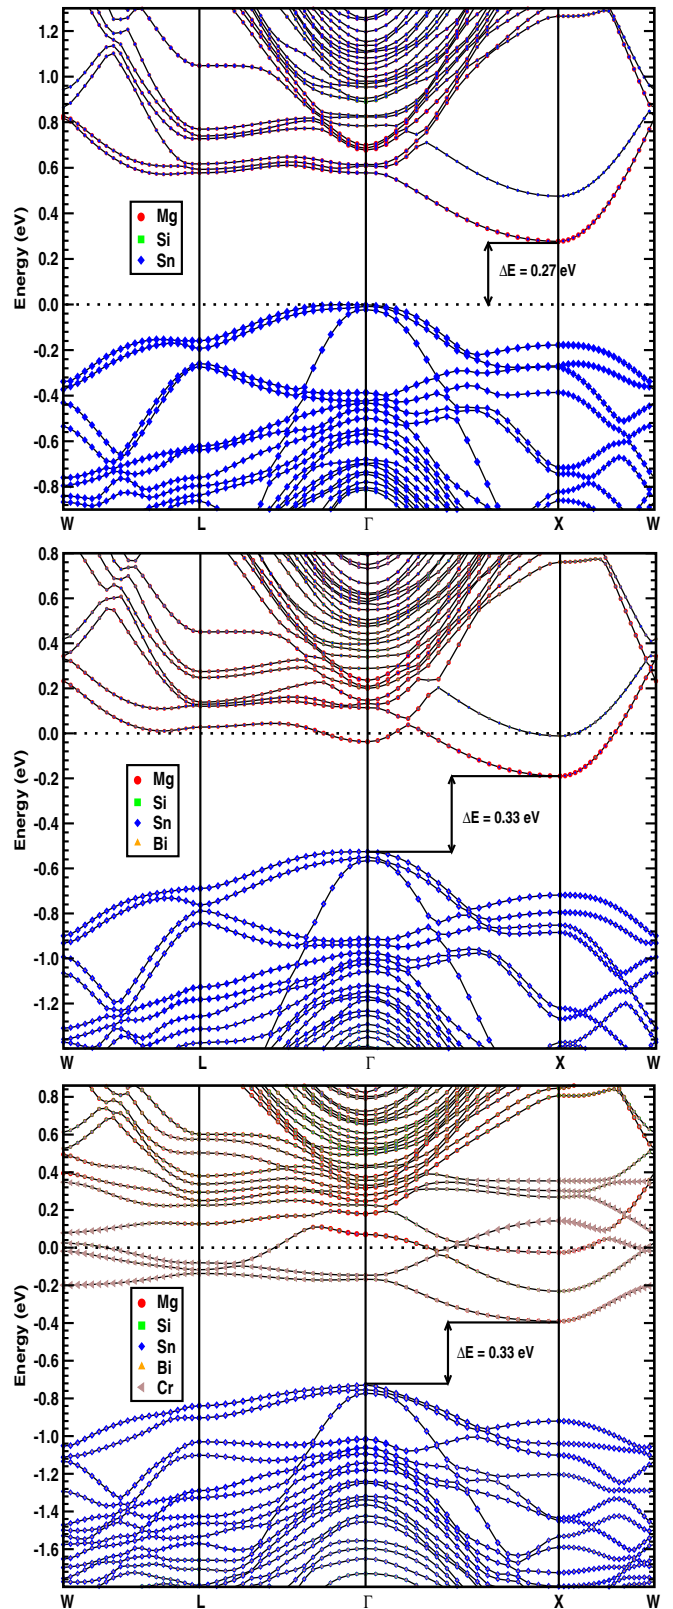 1.2
1.0
0.8
0.6
0.4
0.2
0.0
-0.2
-0.4
-0.6
-0.8
Energy (eV)
Mg
Si
Sn
ΔE = 0.27 eV
W L Γ X W
0.8
0.6
0.4
0.2
0.0
-0.2
-0.4
-0.6
-0.8
-1.0
-1.2
Energy (eV)
Mg
Si
Sn
Bi
ΔE = 0.33 eV
W L Γ X W
0.8
0.6
0.4
0.2
0.0
-0.2
-0.4
-0.6
-0.8
-1.0
-1.2
-1.4
-1.6
Energy (eV)
Mg
Si
Sn
Bi
Cr
ΔE = 0.33 eV
W L Γ X W